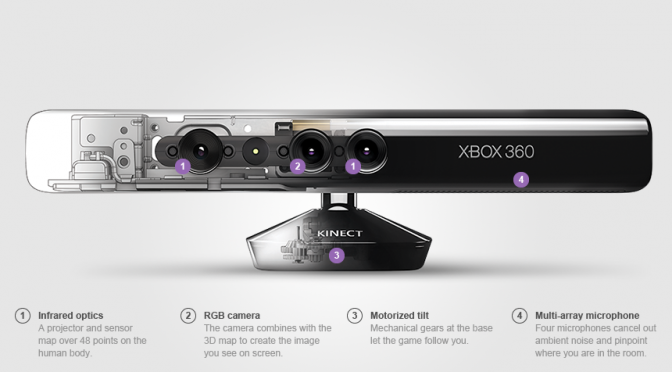 XBOX 360
1
2
1
4
KINECT
3
1 Infrared optics
A projector and sensor
map over 48 points on the
human body.
2 RGB camera
The camera combines with the
3D map to create the image
you see on screen.
3 Motorized tilt
Mechanical gears at the base
let the game follow you.
4 Multi-array microphone
Four microphones cancel out
ambient noise and pinpoint
where you are in the room.